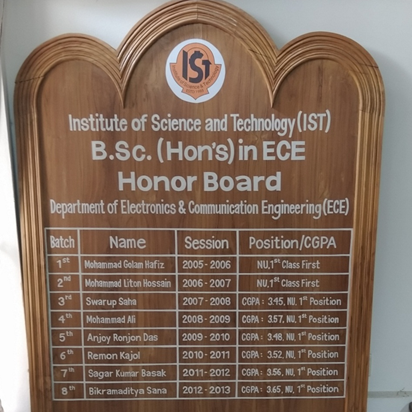 IST
Institute of Science and Technology (IST)
B.Sc. (Hon's) in ECE
Honor Board
Department of Electronics & Communication Engineering (ECE)
Batch Name Session Position/CGPA
1st Mohammad Golam Hafiz 2005-2006 NU,1st Class First
2nd Mohammad Liton Hossain 2006-2007 NU,1st Class First
3rd Swarup Saha 2007-2008 CGPA: 3.45, NU, 1st Position
4th Mohammad Ali 2008-2009 CGPA: 3.57, NU, 1st Position
5th Anjoy Ronjon Das 2009-2010 CGPA: 3.48, NU, 1st Position
6th Remon Kajol 2010-2011 CGPA: 3.52, NU, 1st Position
7th Sagar Kumar Basak 2011-2012 CGPA: 3.56, NU, 1st Position
8th Bikramaditya Sana 2012-2013 CGPA: 3.65, NU, 1st Position